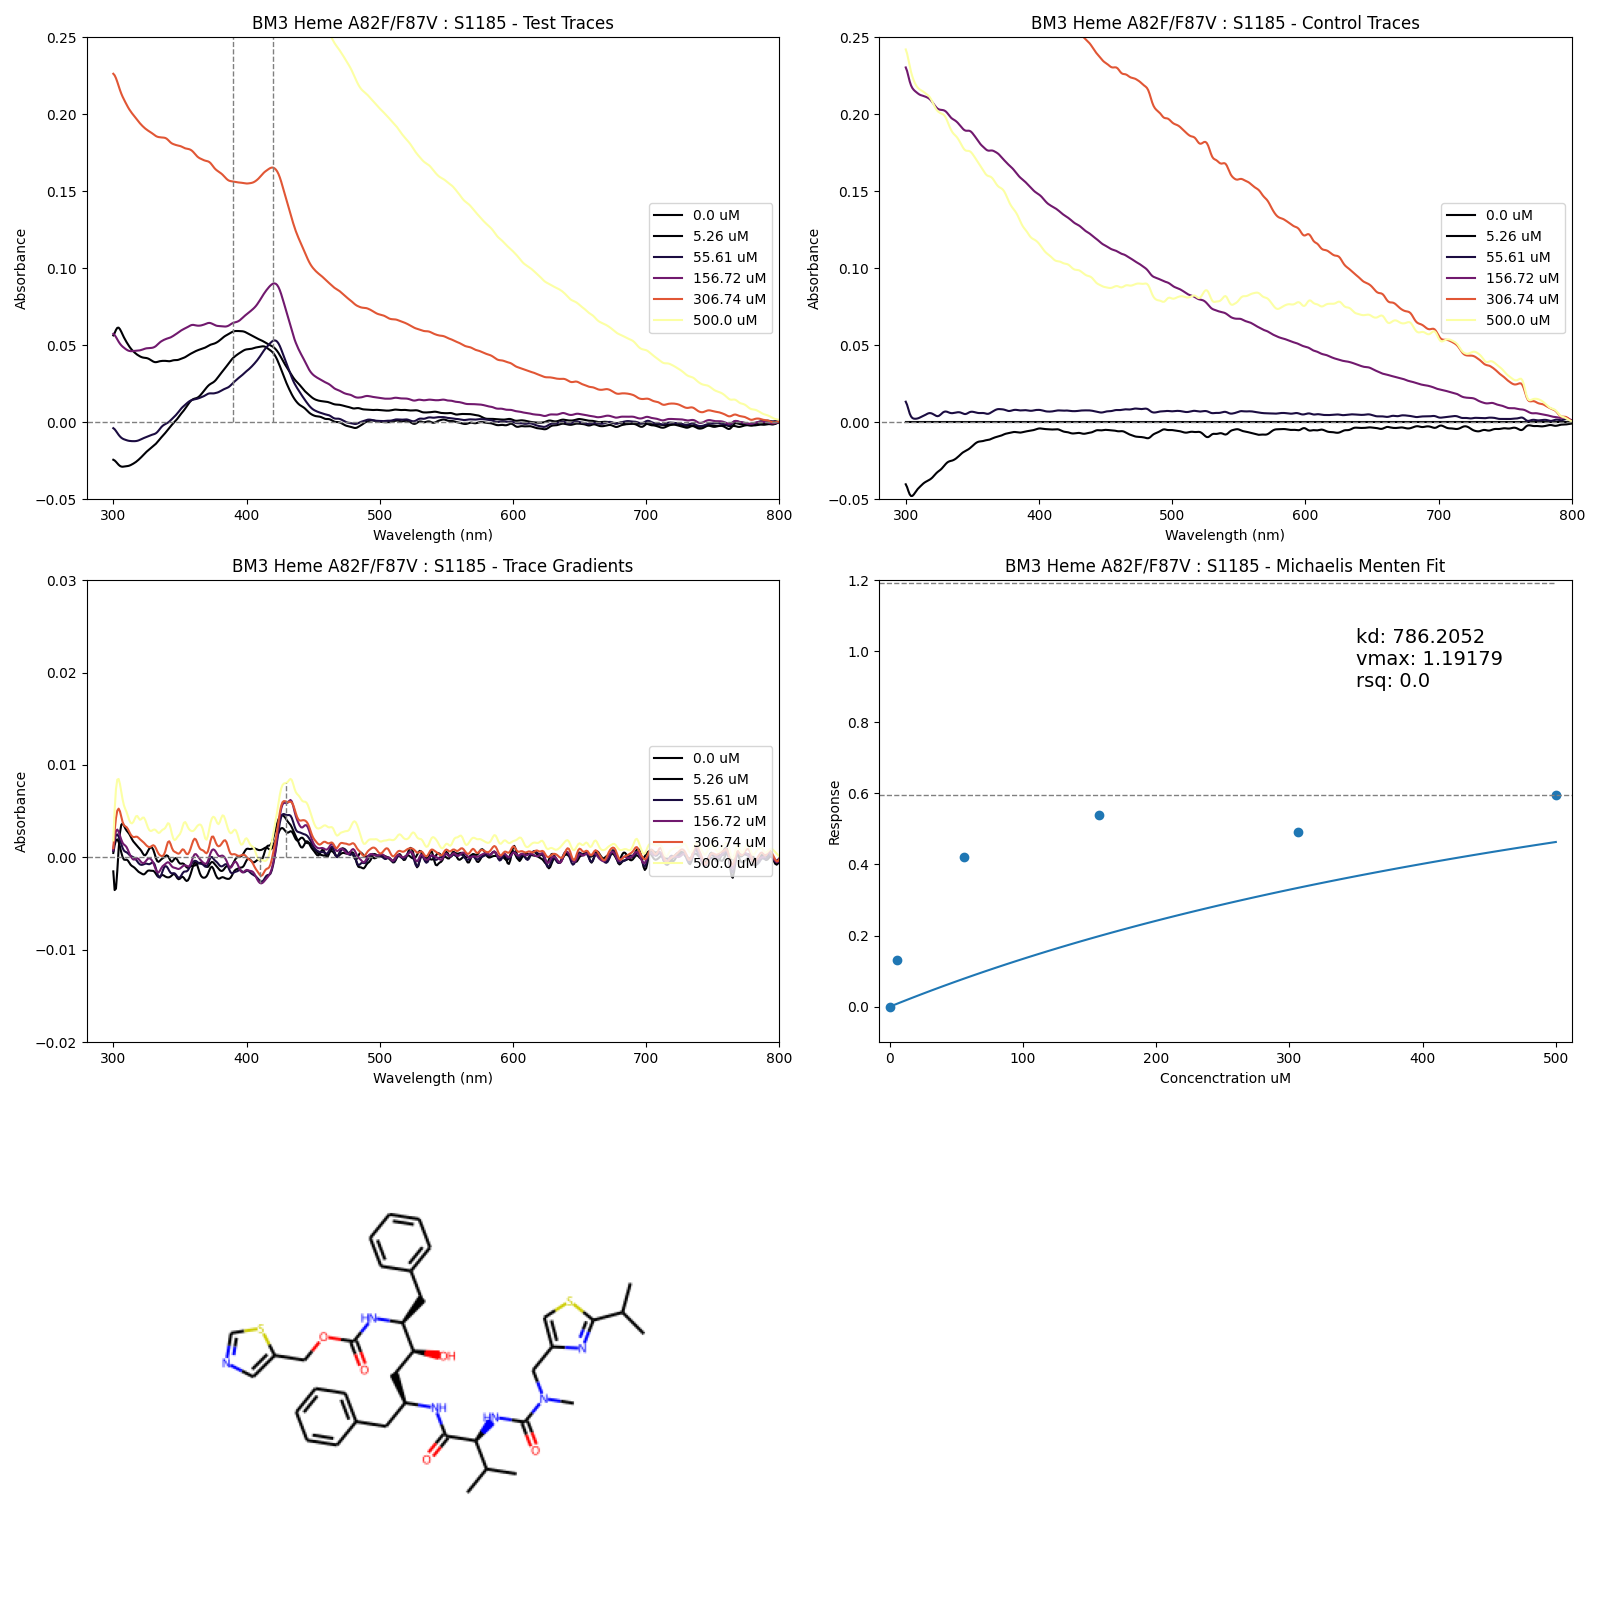 BM3 Heme A82F/F87V : S1185 - Test Traces
0.25
0.20
0.15
0.10
0.05
0.00
−0.05
Absorbance
300
400
500
600
700
800
Wavelength (nm)
0.0 uM
5.26 uM
55.61 uM
156.72 uM
306.74 uM
500.0 uM
BM3 Heme A82F/F87V : S1185 - Control Traces
0.25
0.20
0.15
0.10
0.05
0.00
−0.05
Absorbance
300
400
500
600
700
800
Wavelength (nm)
0.0 uM
5.26 uM
55.61 uM
156.72 uM
306.74 uM
500.0 uM
BM3 Heme A82F/F87V : S1185 - Trace Gradients
0.03
0.02
0.01
0.00
−0.01
−0.02
Absorbance
300
400
500
600
700
800
Wavelength (nm)
0.0 uM
5.26 uM
55.61 uM
156.72 uM
306.74 uM
500.0 uM
BM3 Heme A82F/F87V : S1185 - Michaelis Menten Fit
1.2
1.0
0.8
0.6
0.4
0.2
0.0
Response
0
100
200
300
400
500
Concenctration uM
kd: 786.2052
vmax: 1.19179
rsq: 0.0
S
N
O
O
HN
OH
NH
O
HN
O
N
N
S